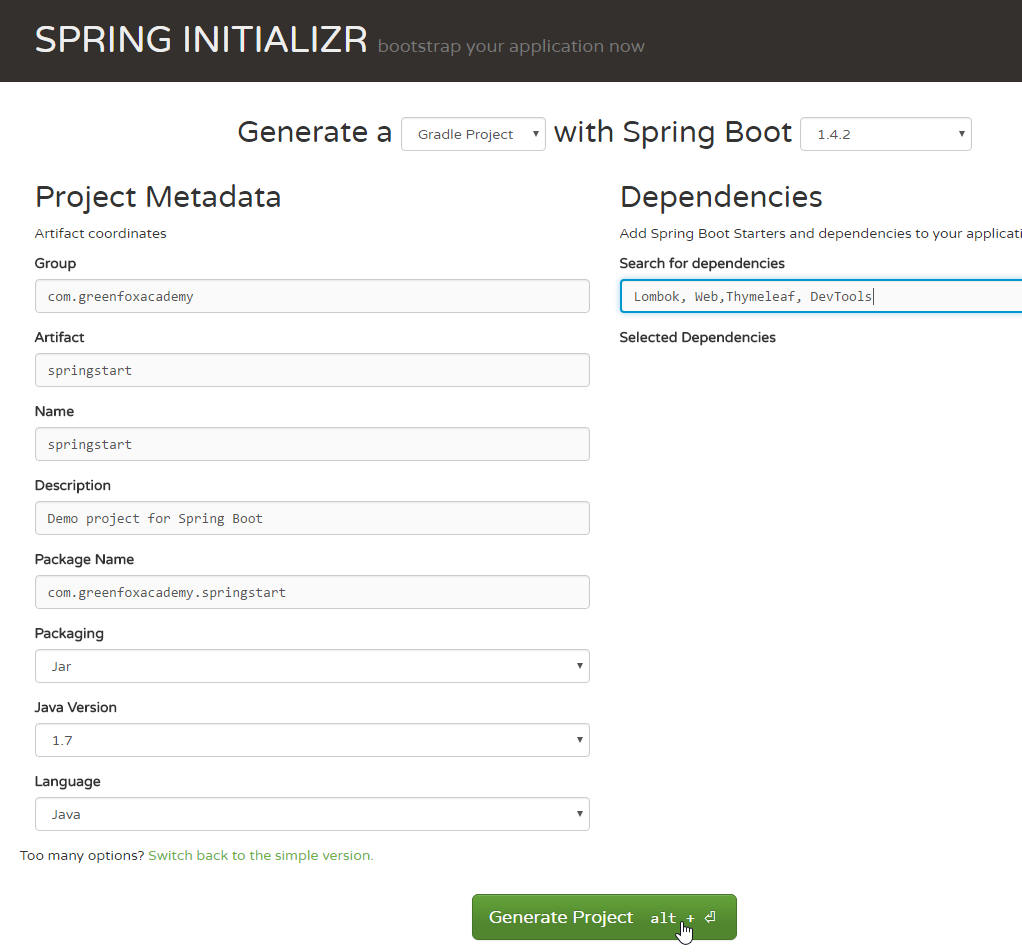 SPRING INITIALIZR bootstrap your application now
Generate a Gradle Project with Spring Boot 1.4.2
Project Metadata
Artifact coordinates
Group
com.greenfoxacademy
Artifact
springstart
Name
springstart
Description
Demo project for Spring Boot
Package Name
com.greenfoxacademy.springstart
Packaging
Jar
Java Version
1.7
Language
Java
Too many options? Switch back to the simple version.
Dependencies
Add Spring Boot Starters and dependencies to your applicati
Search for dependencies
Lombok, Web,Thymeleaf, DevTools
Selected Dependencies
Generate Project alt + ⏎